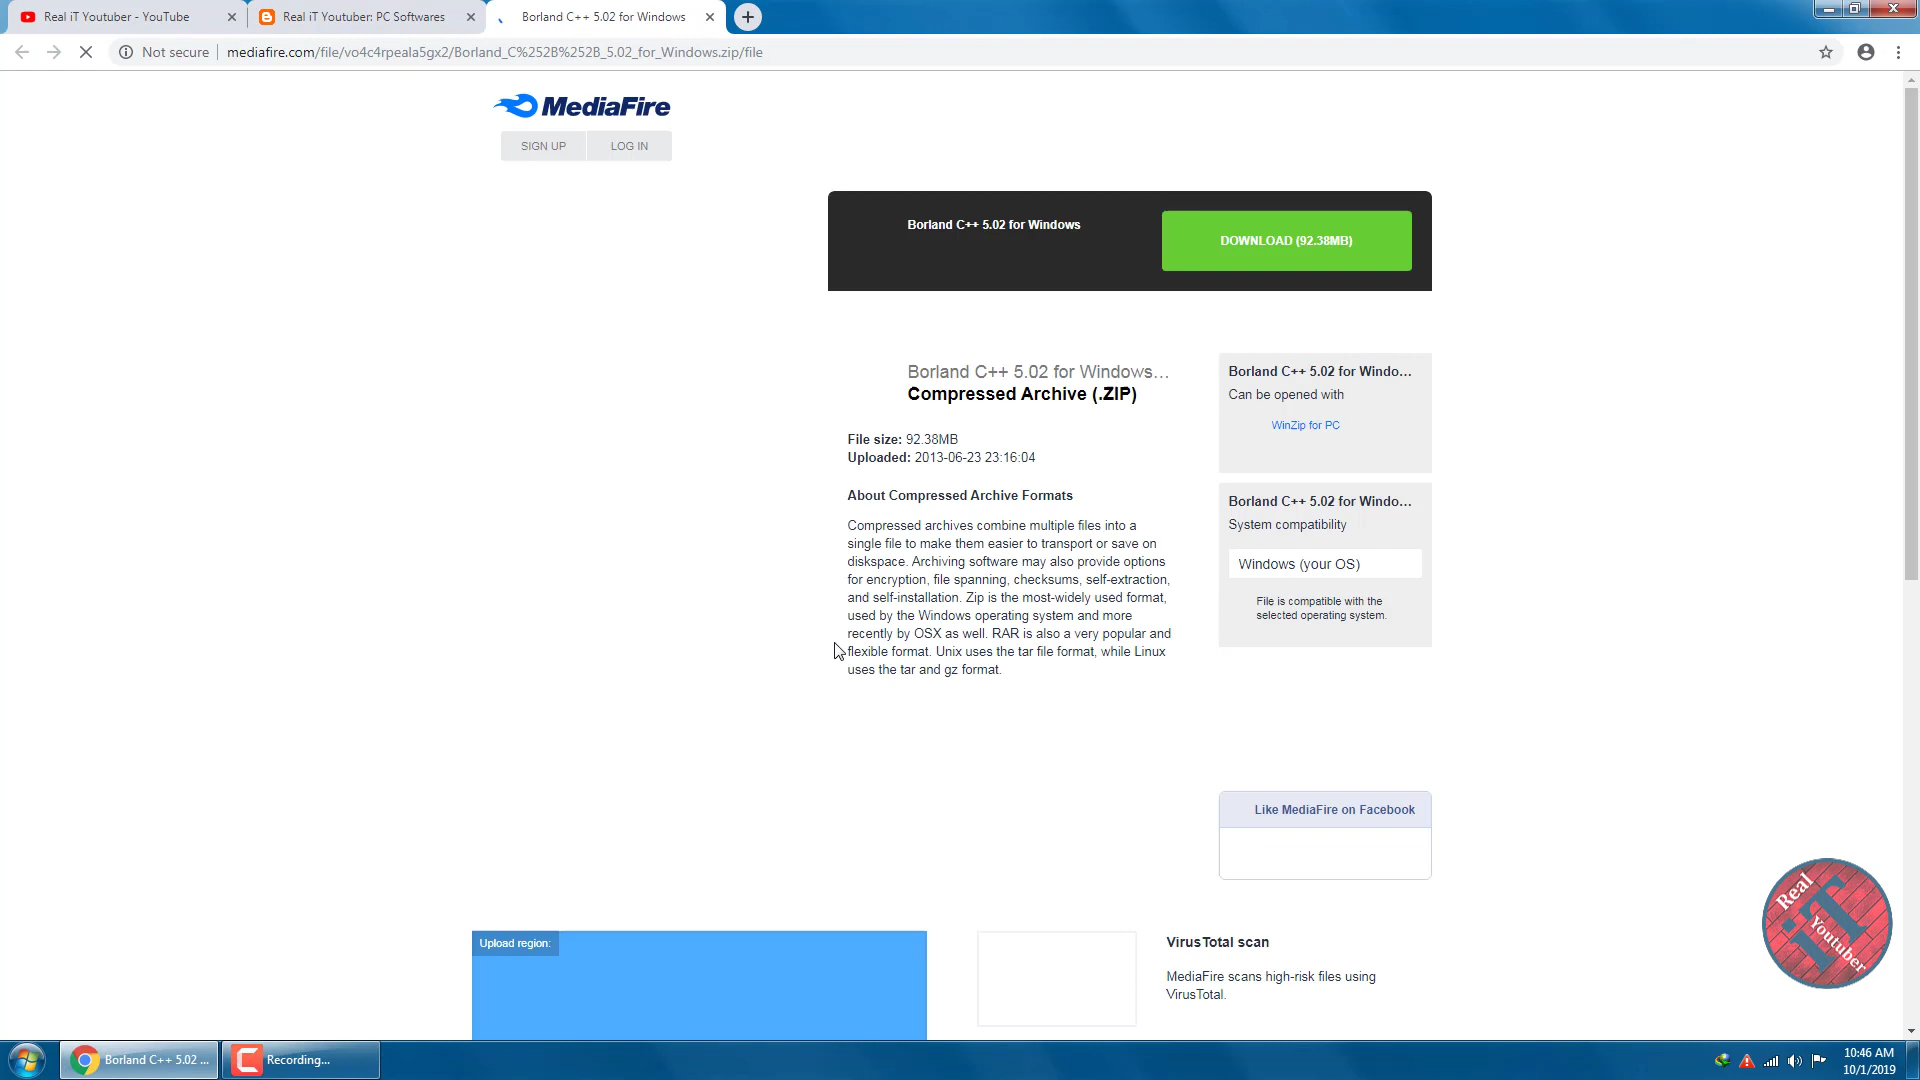 Real iT Youtuber - YouTube
Real iT Youtuber: PC Softwares
Borland C++ 5.02 for Windows
Not secure
mediafire.com/file/vo4c4rpeala5gx2/Borland_C%252B%252B_5.02_for_Windows.zip/file
MediaFire
SIGN UP
LOG IN
Borland C++ 5.02 for Windows
DOWNLOAD (92.38MB)
Borland C++ 5.02 for Windows...
Compressed Archive (.ZIP)
File size: 92.38MB
Uploaded: 2013-06-23 23:16:04
About Compressed Archive Formats
Compressed archives combine multiple files into a
single file to make them easier to transport or save on
diskspace. Archiving software may also provide options
for encryption, file spanning, checksums, self-extraction,
and self-installation. Zip is the most-widely used format,
used by the Windows operating system and more
recently by OSX as well. RAR is also a very popular and
flexible format. Unix uses the tar file format, while Linux
uses the tar and gz format.
Borland C++ 5.02 for Windo...
Can be opened with
WinZip for PC
Borland C++ 5.02 for Windo...
System compatibility
Windows (your OS)
File is compatible with the
selected operating system.
Like MediaFire on Facebook
Upload region:
VirusTotal scan
MediaFire scans high-risk files using
VirusTotal.
Real
iT
Youtuber
Borland C++ 5.02 ...
Recording...
10:46 AM
10/1/2019